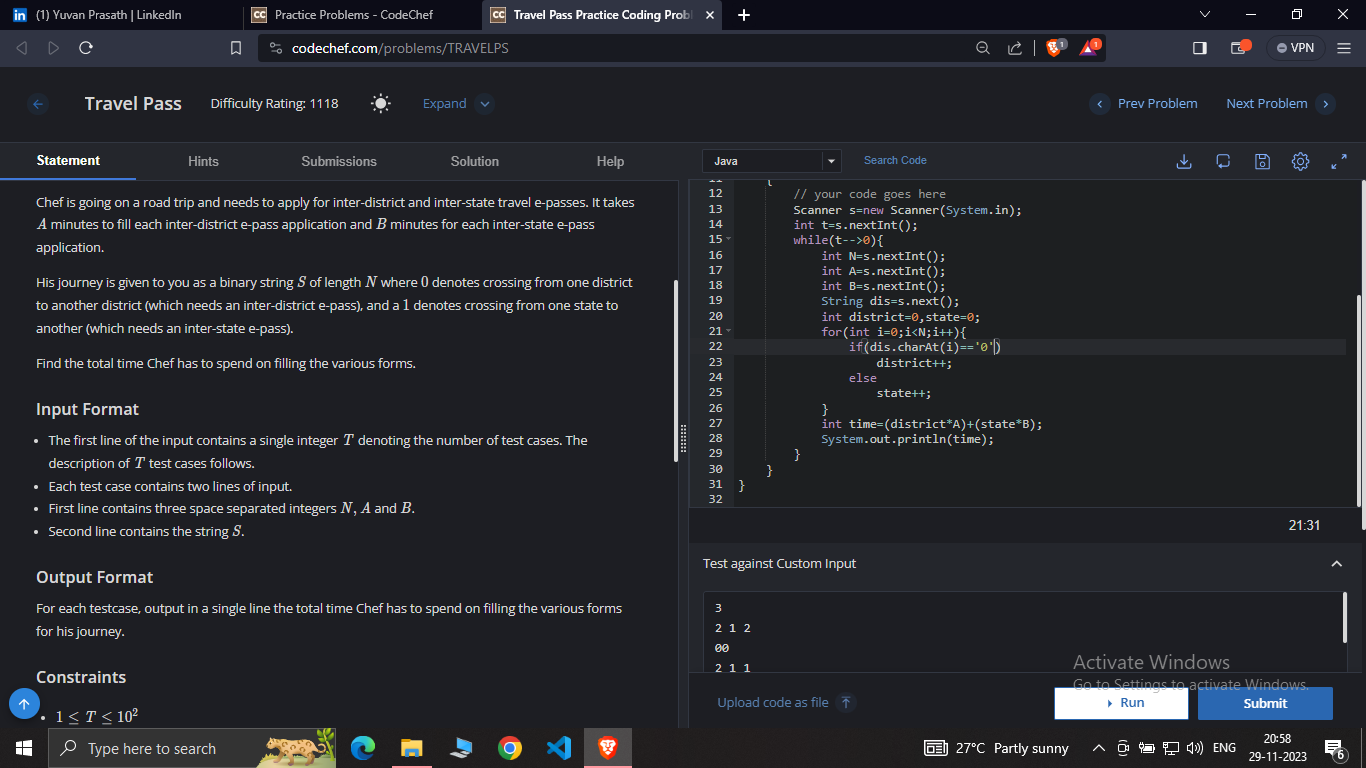 (1) Yuvan Prasath | LinkedIn
Practice Problems - CodeChef
Travel Pass Practice Coding Prob
codechef.com/problems/TRAVELPS
1
1
VPN
Travel Pass
Difficulty Rating: 1118
Expand
Prev Problem
Next Problem
Statement
Hints
Submissions
Solution
Help
Java
Search Code
Chef is going on a road trip and needs to apply for inter-district and inter-state travel e-passes. It takes
A minutes to fill each inter-district e-pass application and B minutes for each inter-state e-pass
application.
His journey is given to you as a binary string S of length N where 0 denotes crossing from one district
to another district (which needs an inter-district e-pass), and a 1 denotes crossing from one state to
another (which needs an inter-state e-pass).
Find the total time Chef has to spend on filling the various forms.
Input Format
• The first line of the input contains a single integer T denoting the number of test cases. The
description of T test cases follows.
• Each test case contains two lines of input.
• First line contains three space separated integers N, A and B.
• Second line contains the string S.
Output Format
For each testcase, output in a single line the total time Chef has to spend on filling the various forms
for his journey.
Constraints
• 1 ≤ T ≤ 10²
11 {
12 // your code goes here
13 Scanner s=new Scanner(System.in);
14 int t=s.nextInt();
15 while(t-->0){
16 int N=s.nextInt();
17 int A=s.nextInt();
18 int B=s.nextInt();
19 String dis=s.next();
20 int district=0,state=0;
21 for(int i=0;i<N;i++){
22 if(dis.charAt(i)=='0')
23 district++;
24 else
25 state++;
26 }
27 int time=(district*A)+(state*B);
28 System.out.println(time);
29 }
30 }
31 }
32
21:31
Test against Custom Input
3
2 1 2
00
2 1 1
Activate Windows
Go to Settings to activate Windows.
Upload code as file
Run
Submit
Type here to search
27°C Partly sunny
ENG
20:58
29-11-2023
6